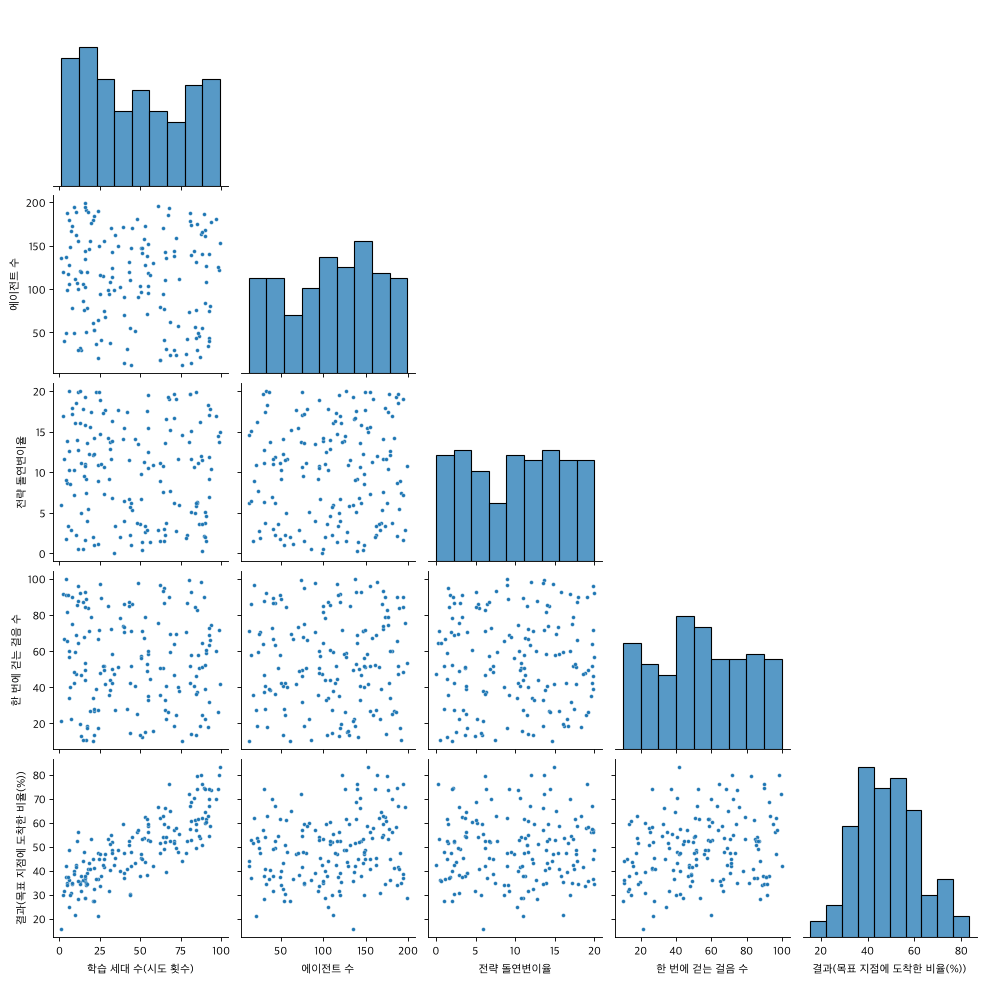 200
150
100
50
에이전트 수
20
15
10
5
0
전략 돌연변이율
100
80
60
40
20
한 번에 걷는 걸음 수
80
70
60
50
40
30
20
결과(목표 지점에 도착한 비율(%))
0 25 50 75 100
50 100 150 200
0 5 10 15 20
20 40 60 80 100
20 40 60 80
학습 세대 수(시도 횟수)
에이전트 수
전략 돌연변이율
한 번에 걷는 걸음 수
결과(목표 지점에 도착한 비율(%))